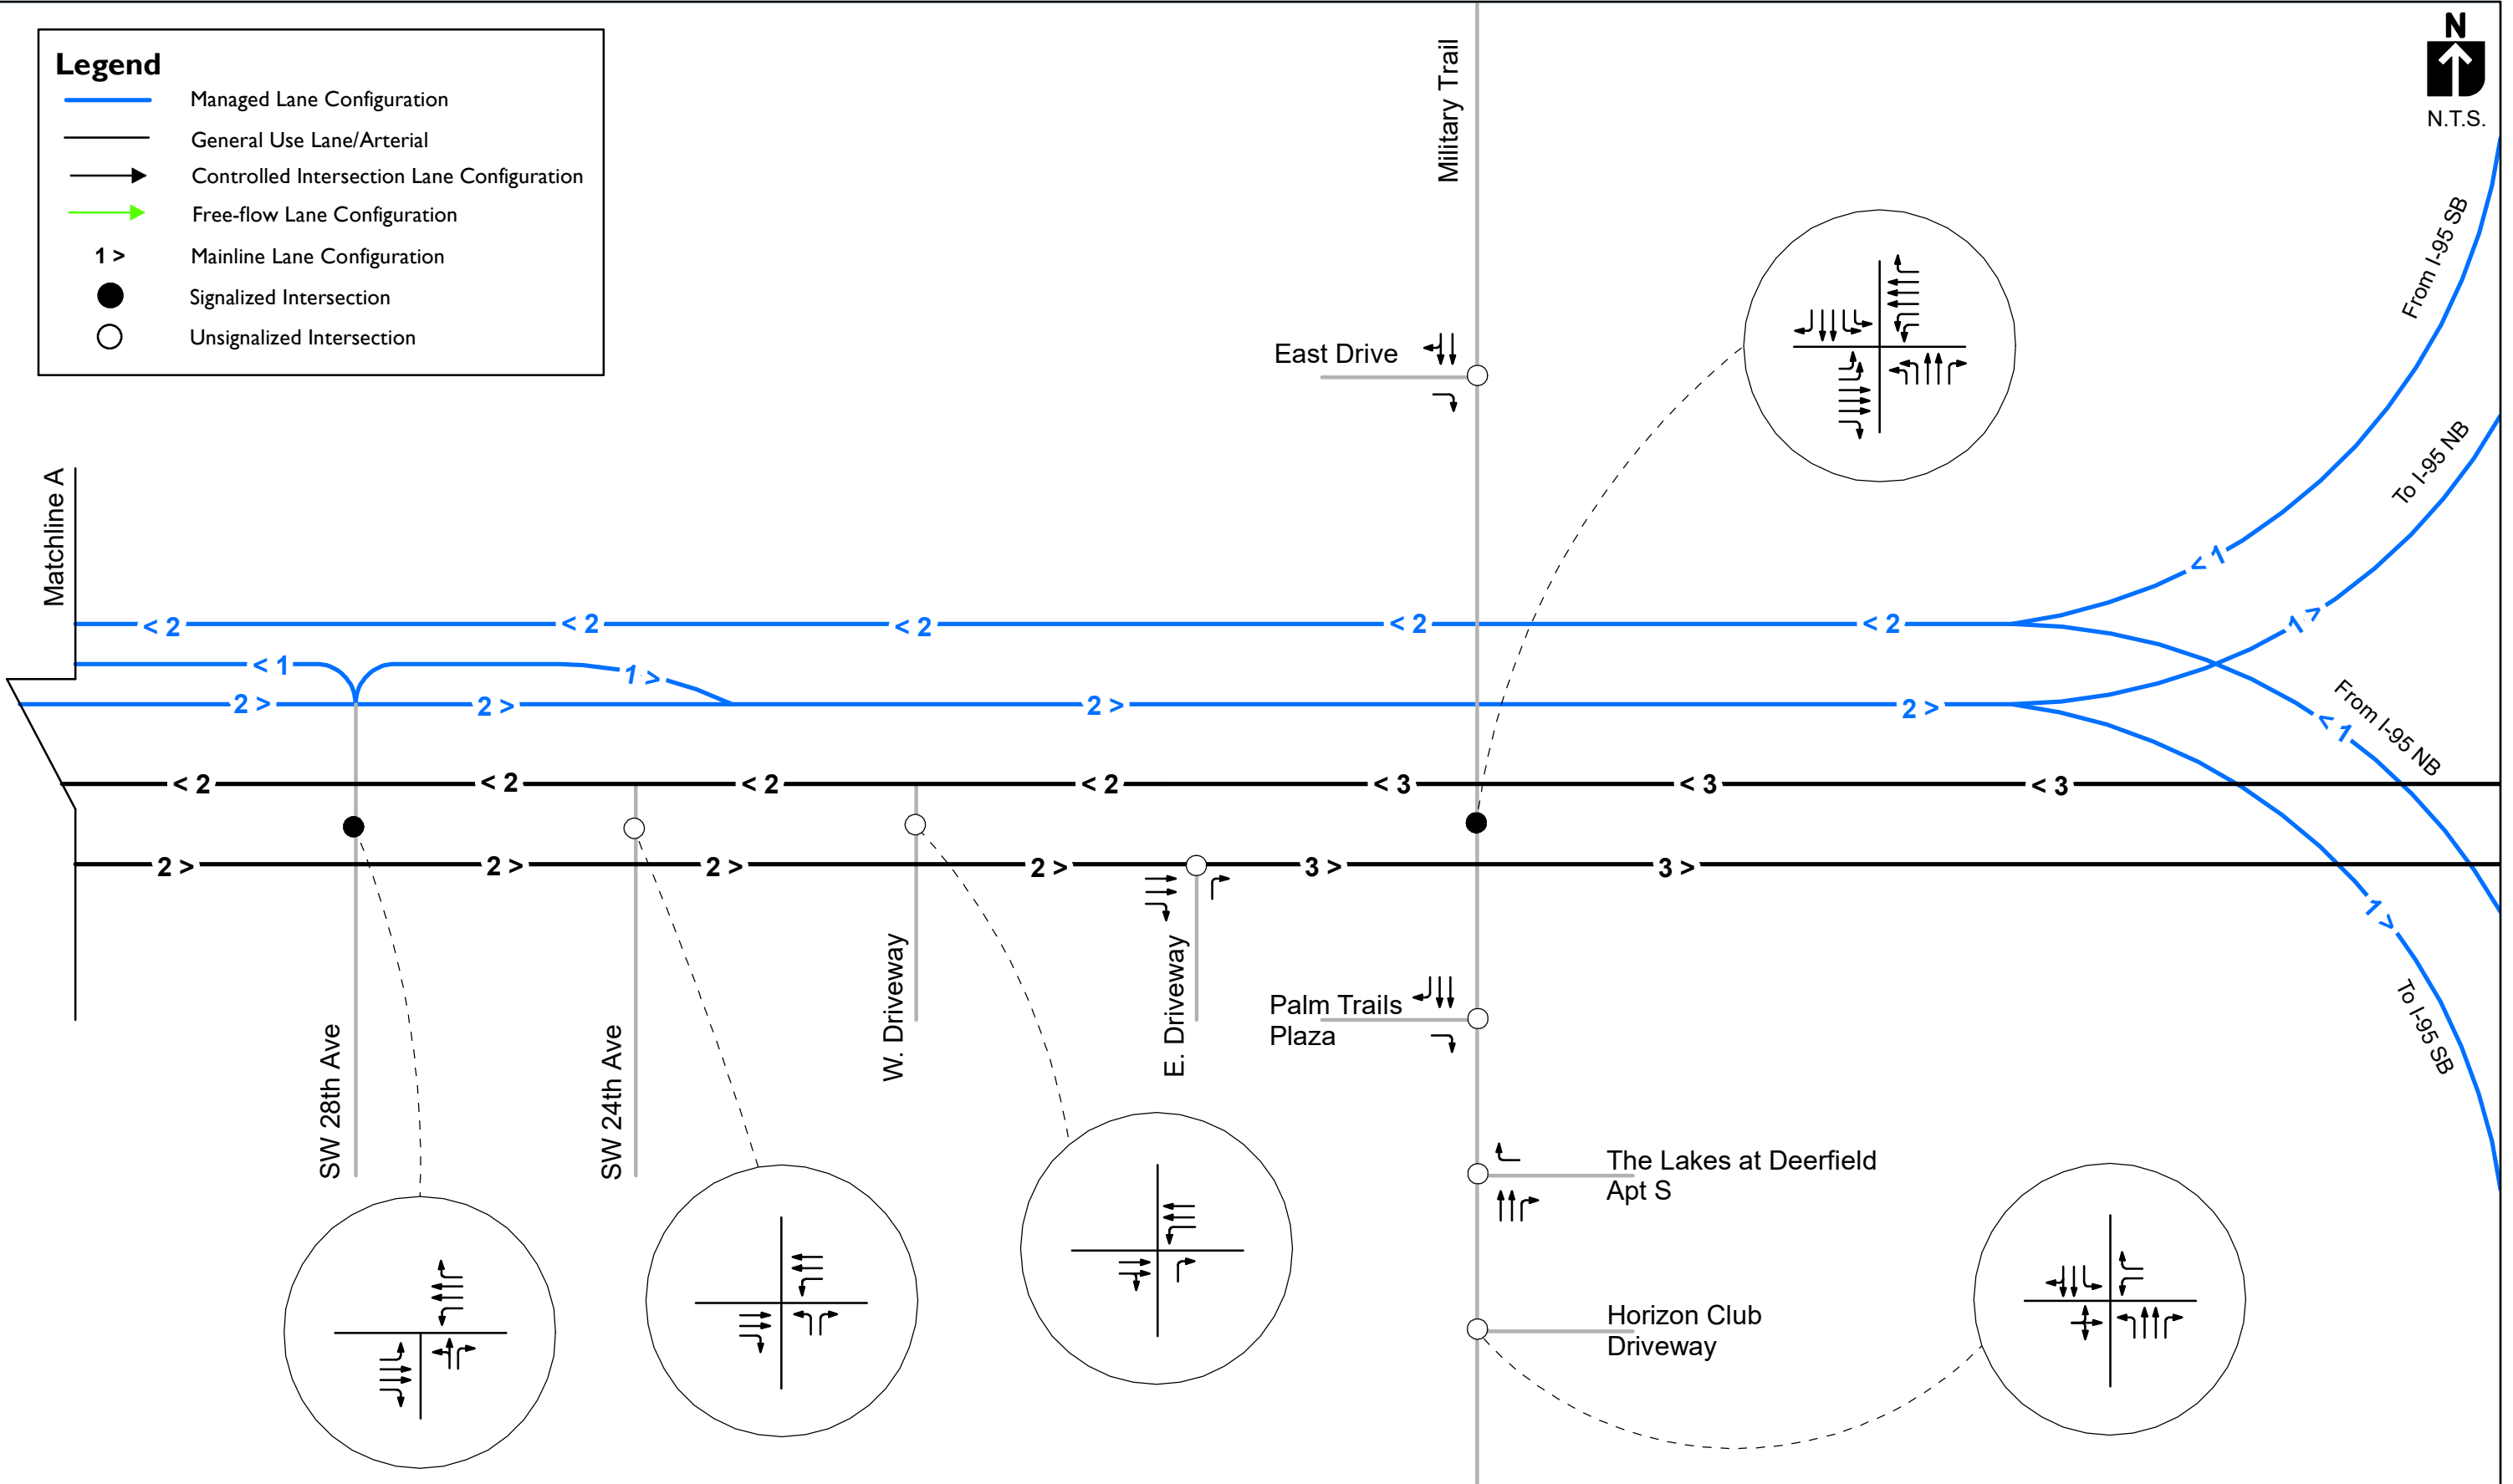 Legend
Managed Lane Configuration
General Use Lane/Arterial
Controlled Intersection Lane Configuration
Free-flow Lane Configuration
1 >
Mainline Lane Configuration
Signalized Intersection
Unsignalized Intersection
Military Trail
N
N.T.S.
From I-95 SB
East Drive
To I-95 NB
Matchline A
< 1
< 2
< 2
< 2
< 2
< 2
1 >
< 1
1 >
From I-95 NB
2 >
2 >
2 >
2 >
< 1
< 2
< 2
< 2
< 2
< 3
< 3
< 3
2 >
2 >
2 >
2 >
3 >
3 >
1 >
W. Driveway
E. Driveway
Palm Trails
Plaza
To I-95 SB
SW 28th Ave
SW 24th Ave
The Lakes at Deerfield
Apt S
Horizon Club
Driveway